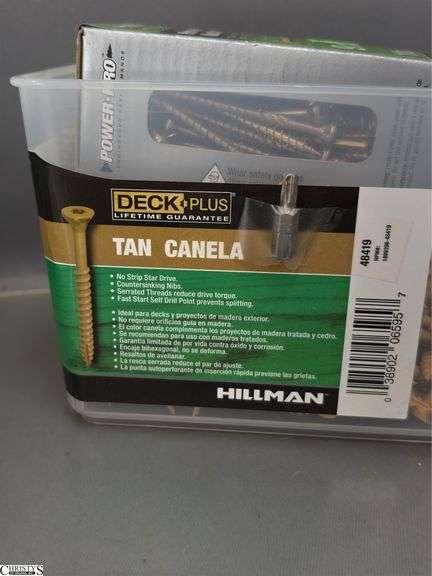 POWER PRO
Wear safety
DECK PLUS
LIFETIME GUARANTEE
TAN CANELA
• No Strip Star Drive.
• Countersinking Nibs.
• Serrated Threads reduce drive torque.
• Fast Start Self Drill Point prevents splitting.
• Ideal para decks y proyectos de madera exterior.
• No requiere orificios guía en madera.
• El color canela complementa los proyectos de madera tratada y cedro.
• Se recomiendan para uso con maderos tratados.
• Garantía limitada de por vida contra óxido y corrosión.
• Encaje bihexagonal, no se deforma.
• Resaltos de avellanar.
• La rosca serrada reduce el par de ajuste.
• La punta autoperforante de inserción rápida previene las grietas.
HILLMAN
48419
0 38902 06595 7
CHRISTY'S